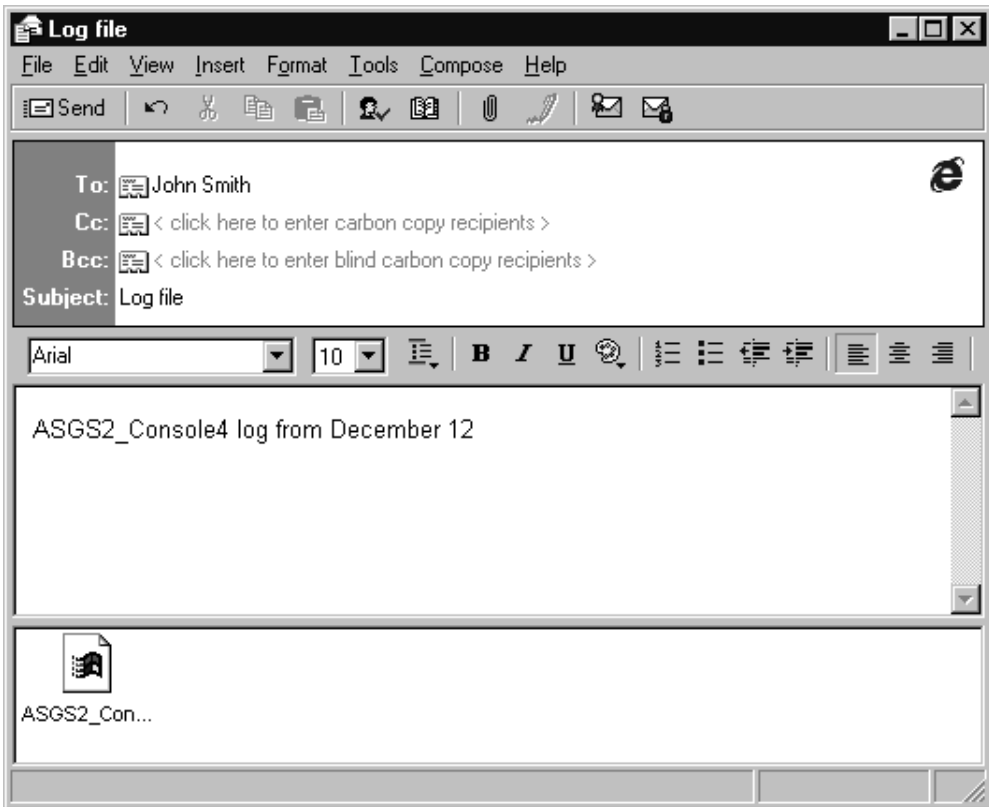 Log file
File Edit View Insert Format Tools Compose Help
Send
To: John Smith
Cc: < click here to enter carbon copy recipients >
Bcc: < click here to enter blind carbon copy recipients >
Subject: Log file
Arial 10 B I U
ASGS2_Console4 log from December 12
ASGS2_Con...